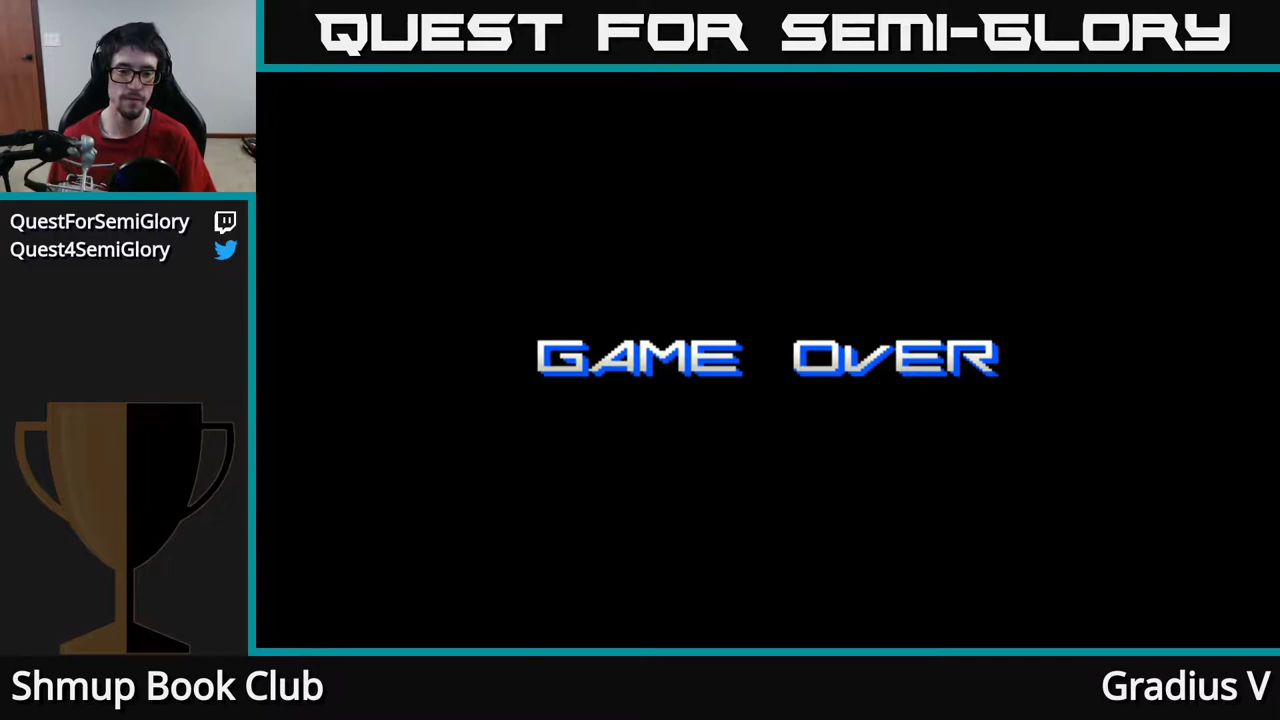 QUEST FOR SEMI-GLORY
QuestForSemiGlory
Quest4SemiGlory
GAME OVER
Shmup Book Club
Gradius V